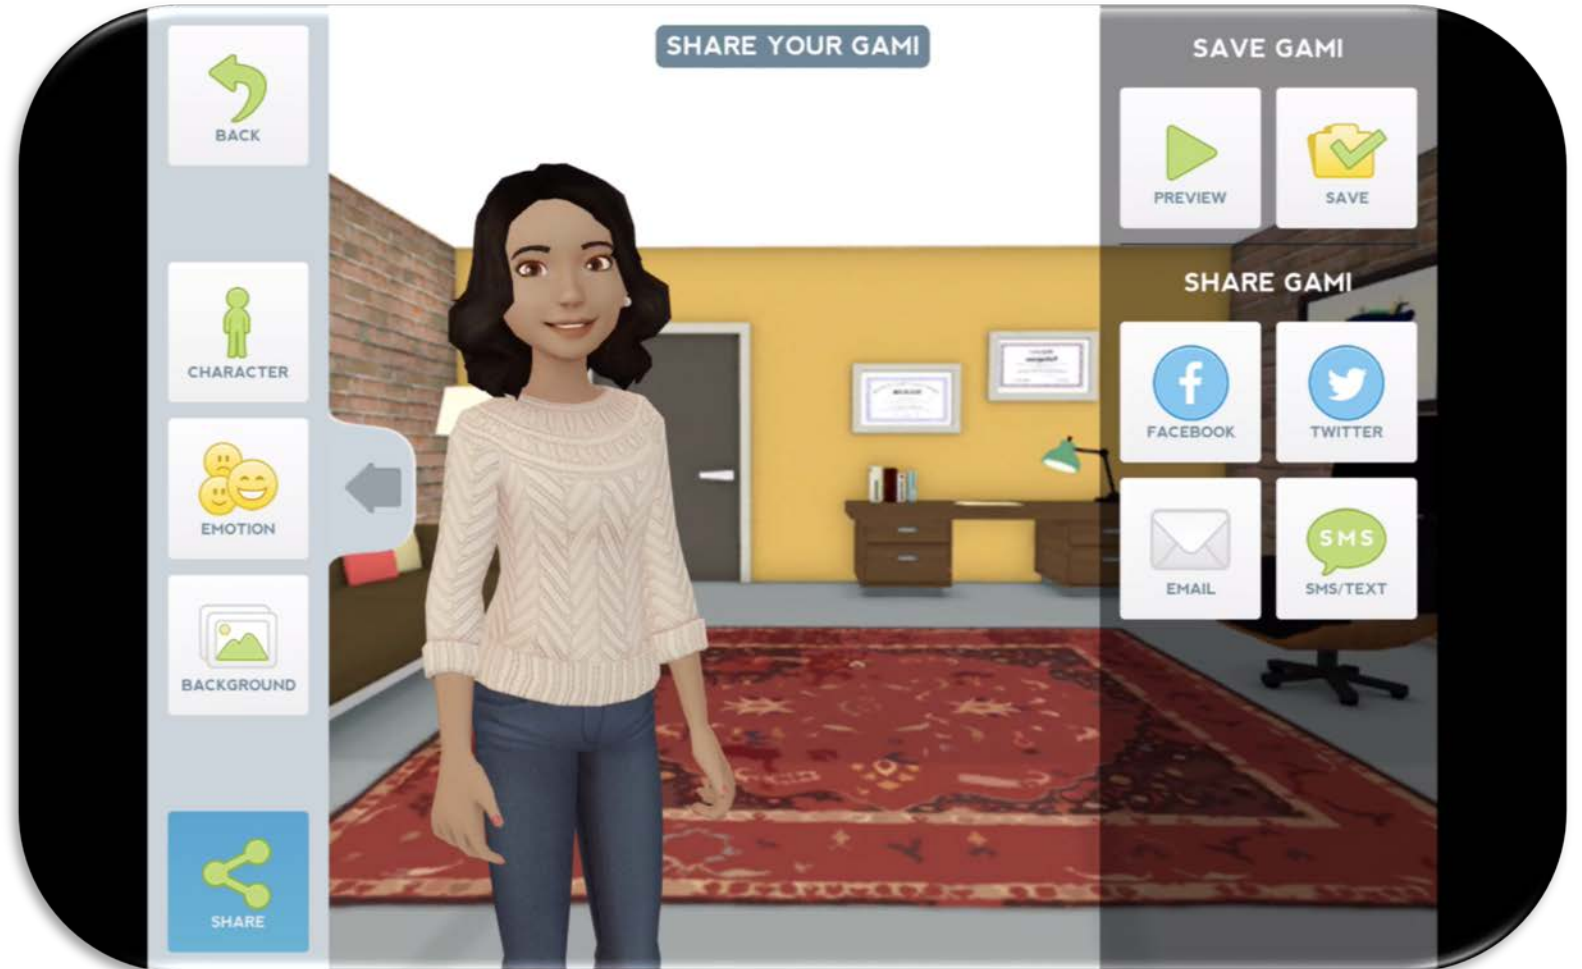 BACK
CHARACTER
EMOTION
BACKGROUND
SHARE
SHARE YOUR GAMI
SAVE GAMI
PREVIEW
SAVE
SHARE GAMI
FACEBOOK
TWITTER
EMAIL
SMS
SMS/TEXT